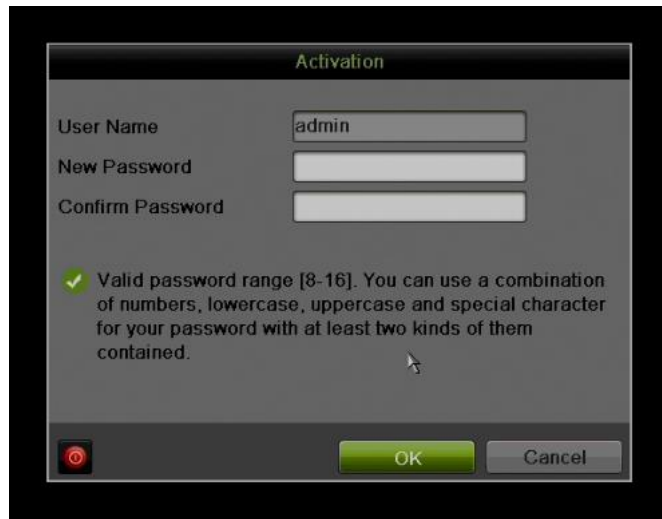 Activation
User Name
admin
New Password
Confirm Password
Valid password range [8-16]. You can use a combination
of numbers, lowercase, uppercase and special character
for your password with at least two kinds of them
contained.
OK
Cancel